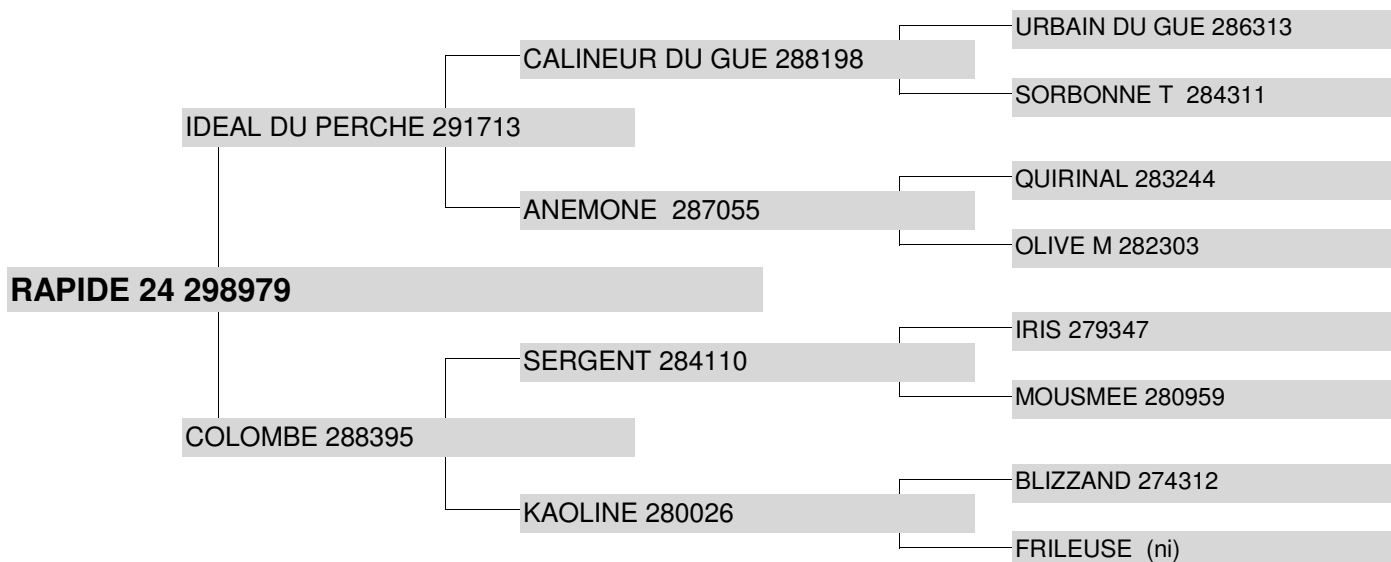 URBAIN DU GUE 286313
CALINEUR DU GUE 288198
SORBONNE T  284311
IDEAL DU PERCHE 291713
QUIRINAL 283244
ANEMONE  287055
OLIVE M 282303
RAPIDE 24 298979
IRIS 279347
SERGENT 284110
MOUSMEE 280959
COLOMBE 288395
BLIZZAND 274312
KAOLINE 280026
FRILEUSE  (ni)